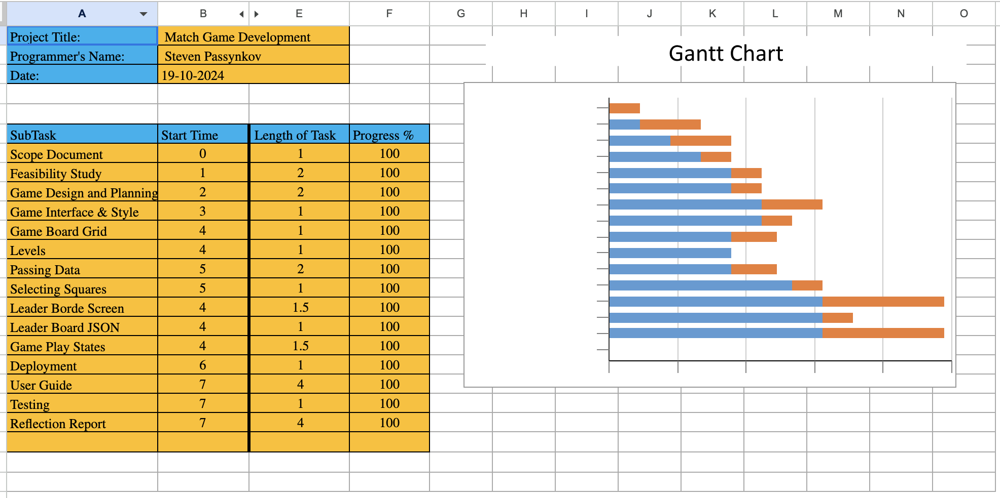 A B E F G H I J K L M N O
Project Title: Match Game Development
Programmer's Name: Steven Passynkov
Date: 19-10-2024
Gantt Chart
SubTask Start Time Length of Task Progress %
Scope Document 0 1 100
Feasibility Study 1 2 100
Game Design and Planning 2 2 100
Game Interface & Style 3 1 100
Game Board Grid 4 1 100
Levels 4 1 100
Passing Data 5 2 100
Selecting Squares 5 1 100
Leader Borde Screen 4 1.5 100
Leader Board JSON 4 1 100
Game Play States 4 1.5 100
Deployment 6 1 100
User Guide 7 4 100
Testing 7 1 100
Reflection Report 7 4 100